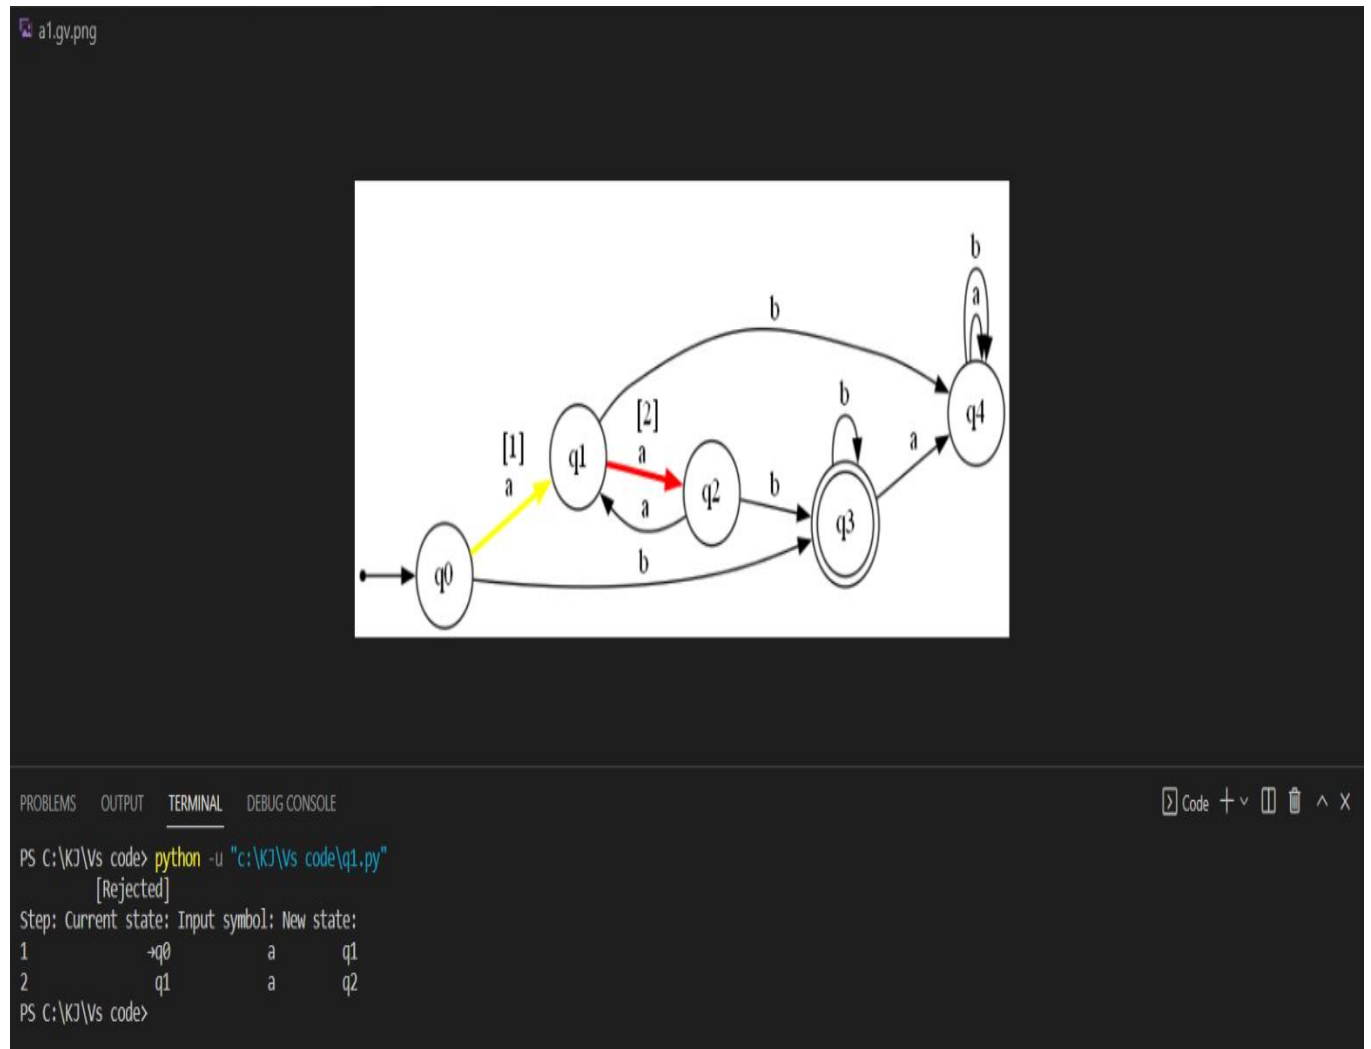 a1.gv.png
b
a
b
b
[2]
a
[1]
a
q1
q4
a
q2
b
q3
a
b
q0
PROBLEMS OUTPUT TERMINAL DEBUG CONSOLE
Code
PS C:\KJ\Vs code> python -u "c:\KJ\Vs code\q1.py"
[Rejected]
Step: Current state: Input symbol: New state:
1 →q0 a q1
2 q1 a q2
PS C:\KJ\Vs code>